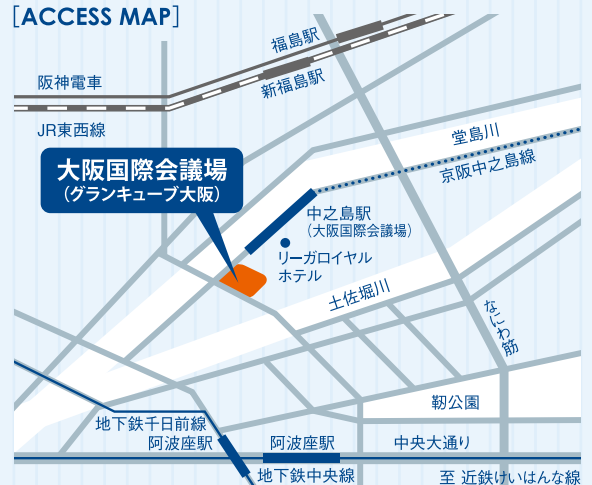 [ACCESS MAP]
福島駅
阪神電車
新福島駅
JR東西線
堂島川
大阪国際会議場
（グランキューブ大阪）
京阪中之島線
中之島駅
（大阪国際会議場）
リーガロイヤル
ホテル
土佐堀川
なにわ筋
靭公園
地下鉄千日前線
阿波座駅
阿波座駅
中央大通り
地下鉄中央線
至 近鉄けいはんな線